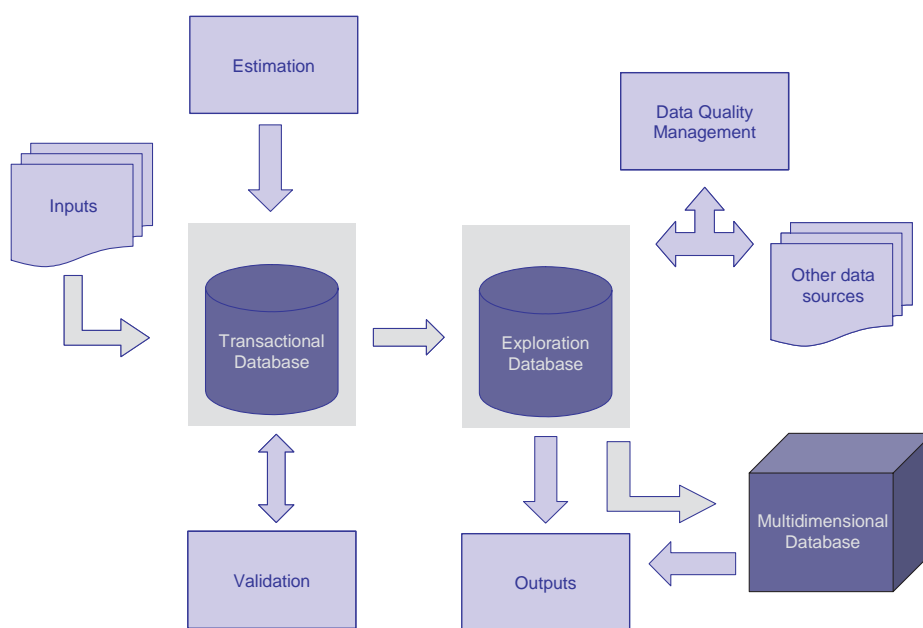 Estimation
Data Quality
Management
Inputs
Other data
sources
Transactional
Database
Exploration
Database
Multidimensional
Database
Validation
Outputs